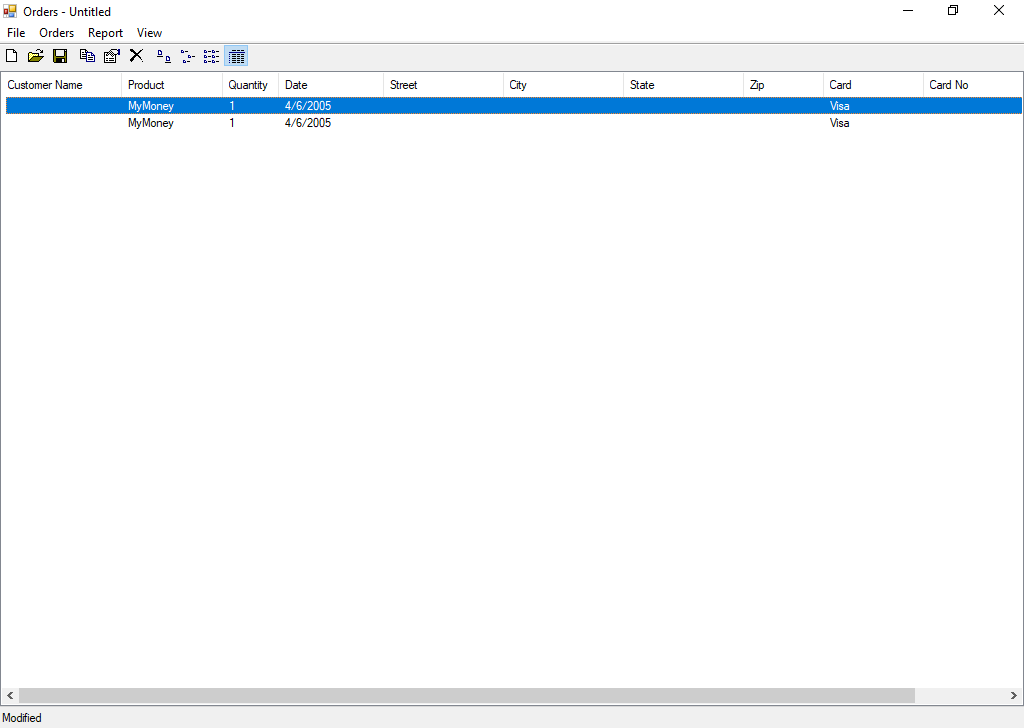 Orders - Untitled
File Orders Report View
Customer Name Product Quantity Date Street City State Zip Card Card No
MyMoney 1 4/6/2005 Visa
MyMoney 1 4/6/2005 Visa
Modified